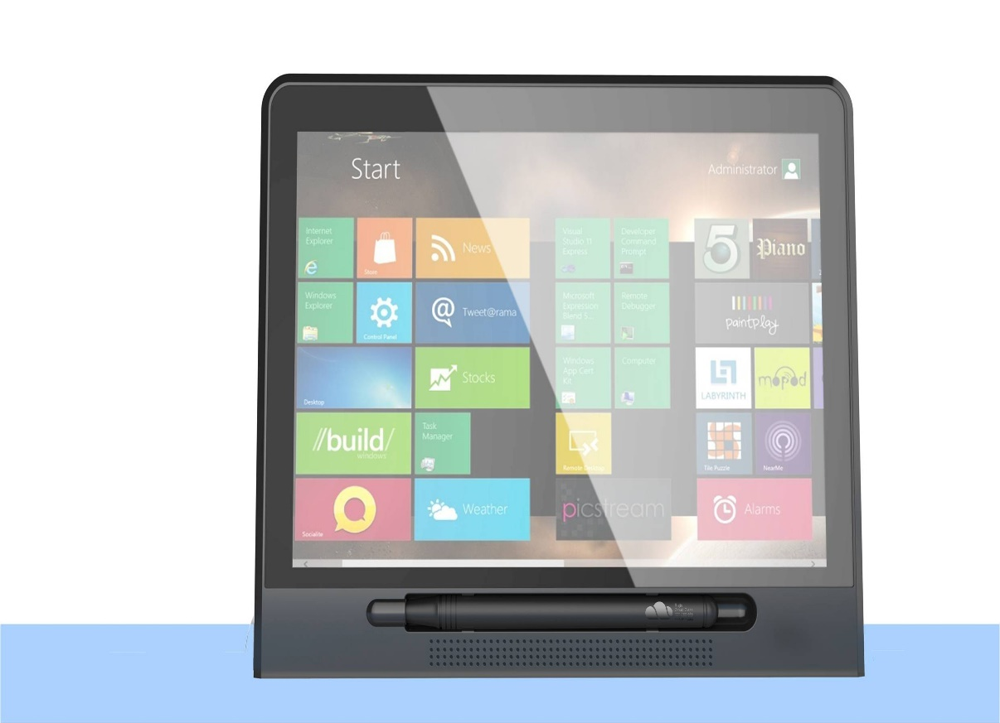 Start
Administrator
Internet
Explorer
Store
News
Visual
Studio 11
Express
Developer
Command
Prompt
5
Piano
Windows
Explorer
Control Panel
Tweet@rama
Microsoft
Expression
Blend 5...
Remote
Debugger
paintplay
Desktop
Stocks
Windows
App Cert
Kit
Computer
LABYRINTH
mopod
//build/
windows
Task
Manager
Remote Desktop
Tile Puzzle
NearMe
Socialite
Weather
picstream
Alarms